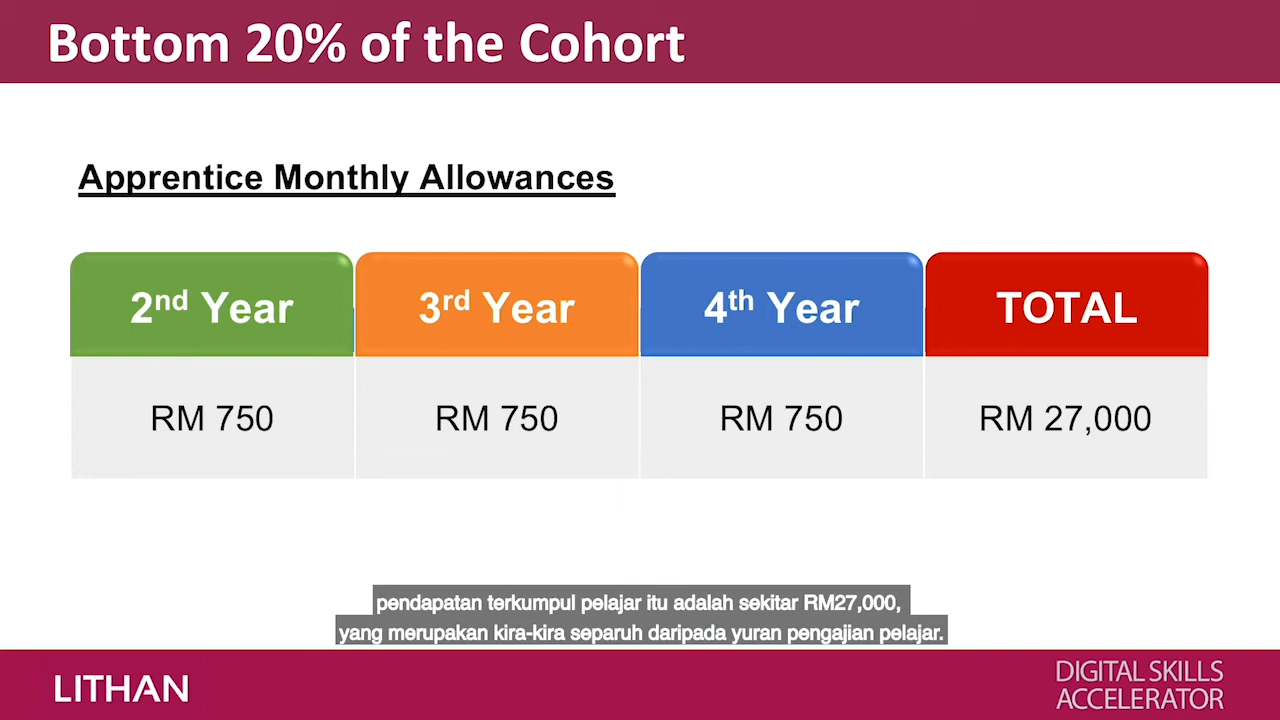 Bottom 20% of the Cohort
Apprentice Monthly Allowances
2nd Year 3rd Year 4th Year TOTAL
RM 750 RM 750 RM 750 RM 27,000
pendapatan terkumpul pelajar itu adalah sekitar RM27,000,
yang merupakan kira-kira separuh daripada yuran pengajian pelajar.
LITHAN
DIGITAL SKILLS
ACCELERATOR